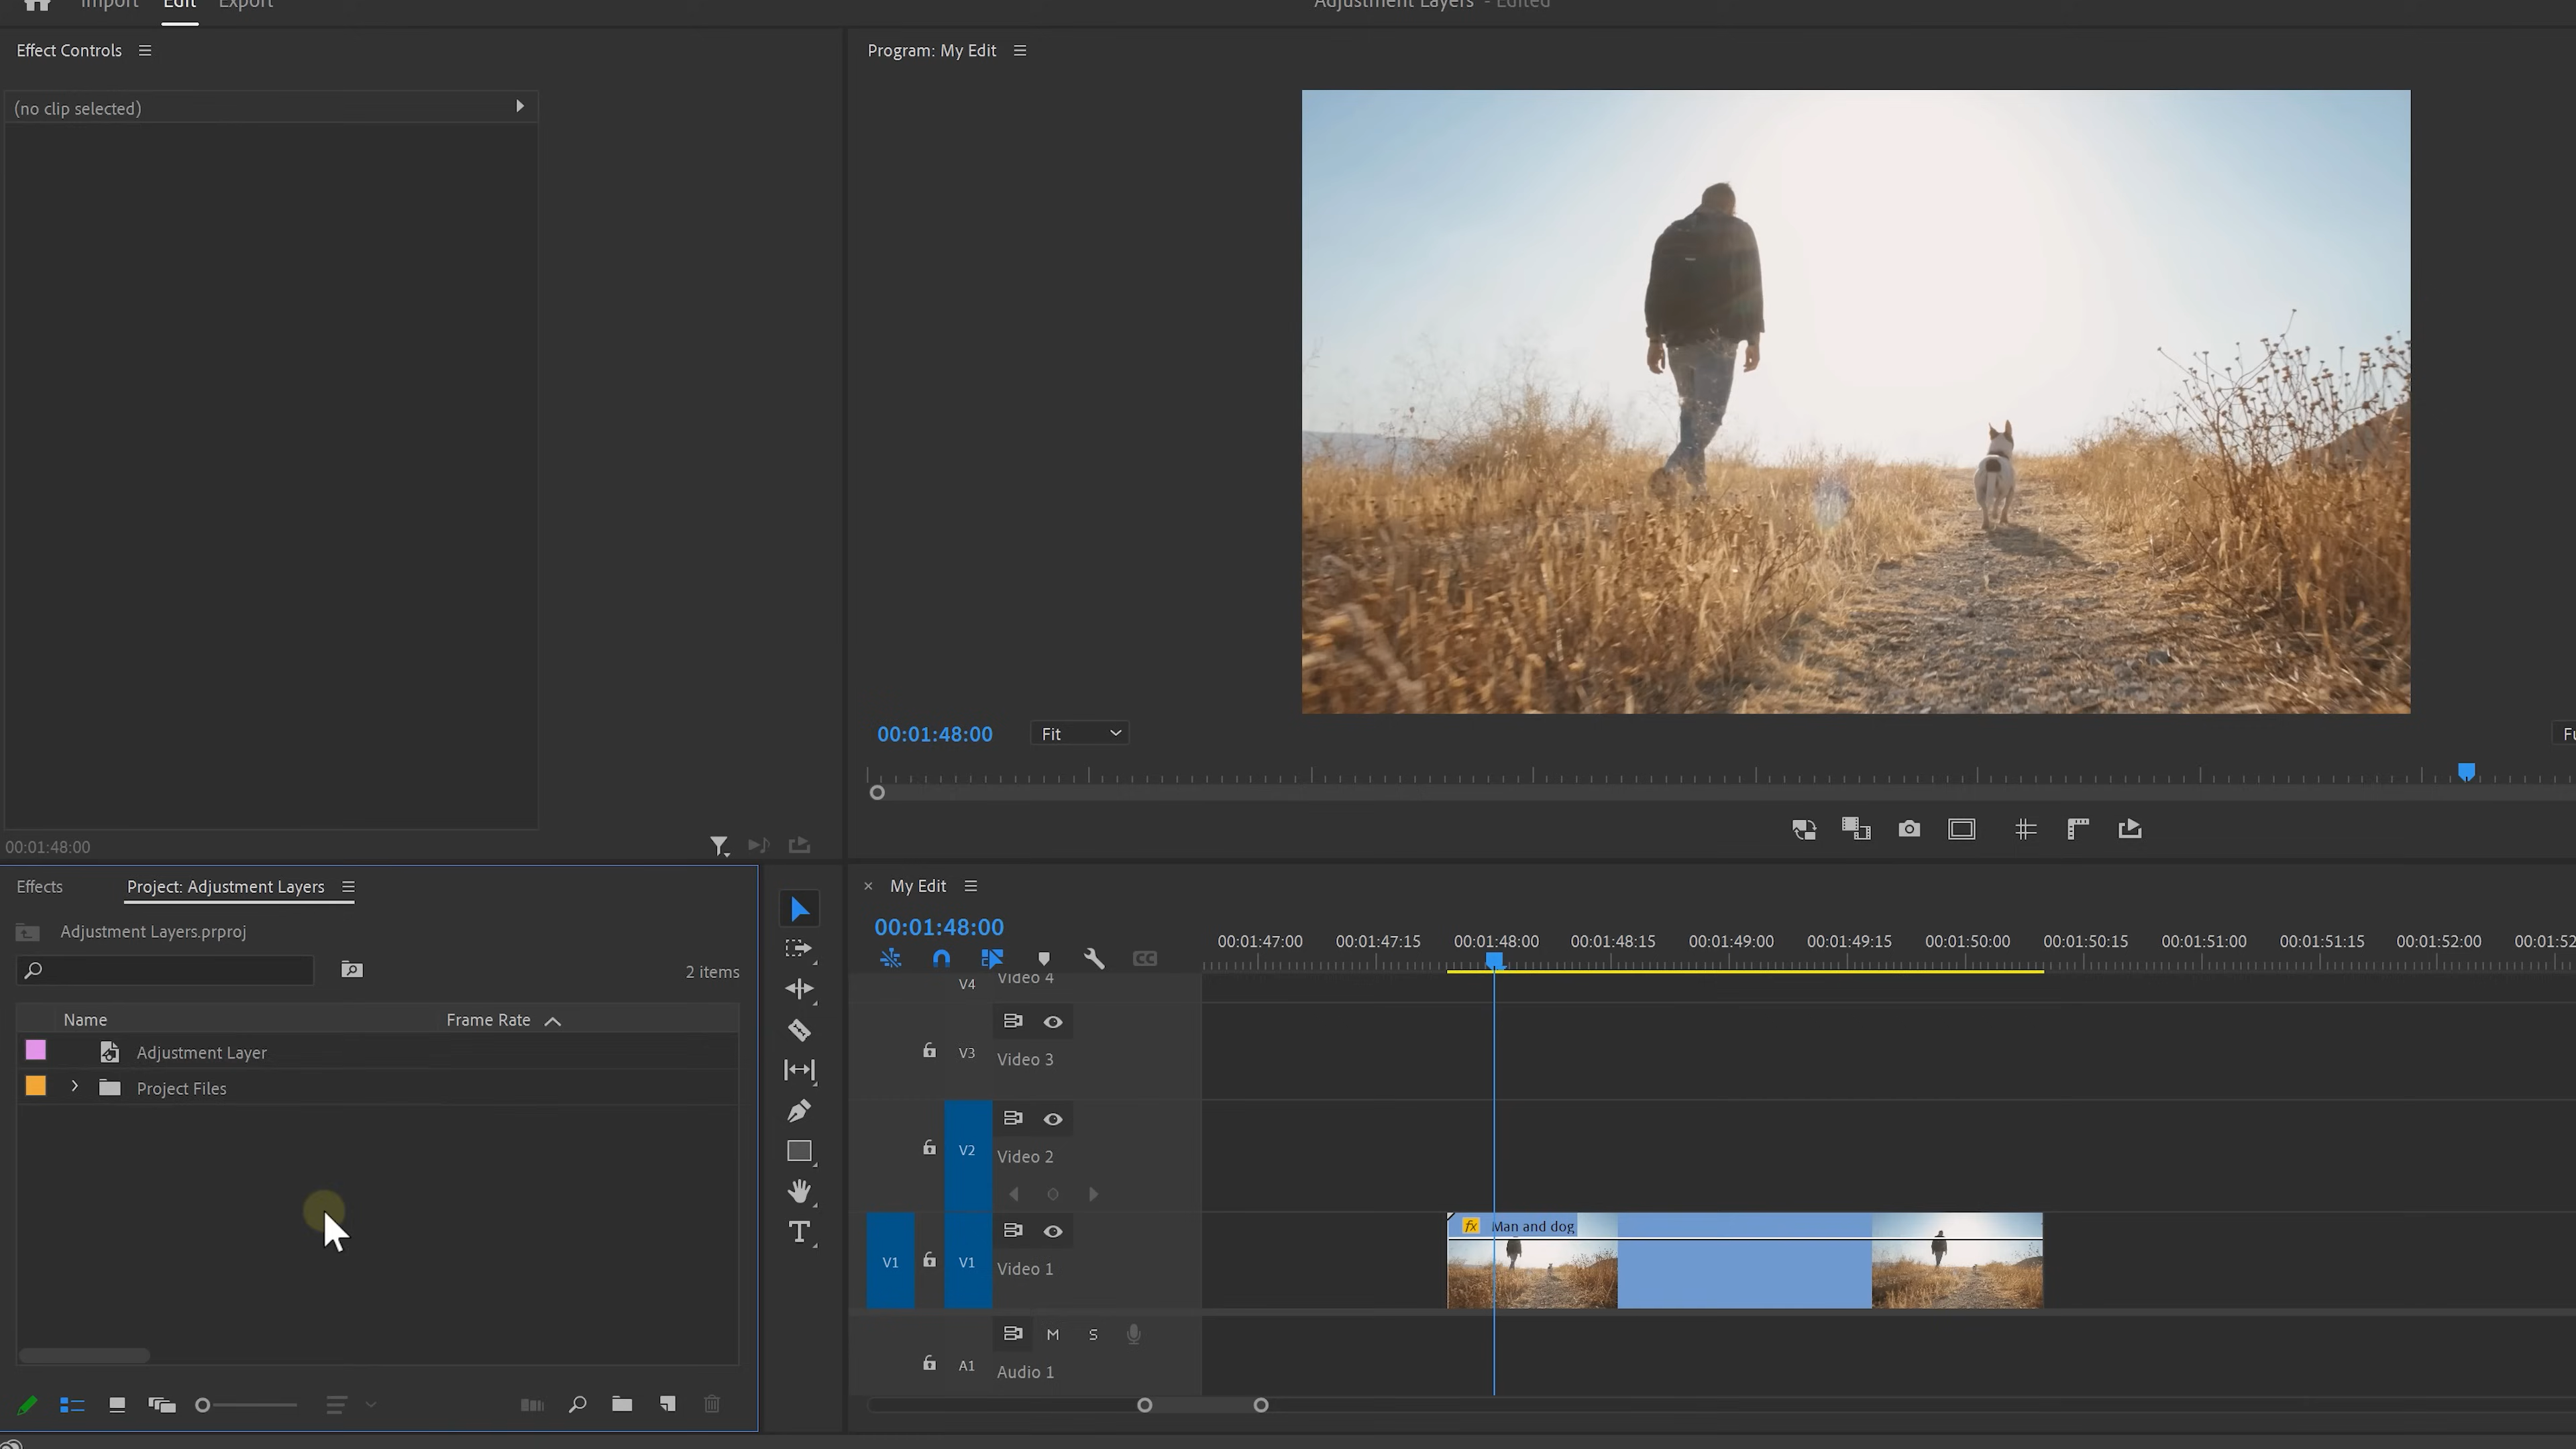 Import Edit Export
Adjustment Layers - Edited
Effect Controls
(no clip selected)
00:01:48:00
Program: My Edit
00:01:48:00 Fit
Effects Project: Adjustment Layers
Adjustment Layers.prproj
2 items
Name Frame Rate
Adjustment Layer
Project Files
T
My Edit
00:01:48:00
CC
00:01:47:00 00:01:47:15 00:01:48:00 00:01:48:15 00:01:49:00 00:01:49:15 00:01:50:00 00:01:50:15 00:01:51:00 00:01:51:15 00:01:52:00
V4 Video 4
V3 Video 3
V2 Video 2
V1 V1 Video 1
fx Man and dog
M S
A1 Audio 1